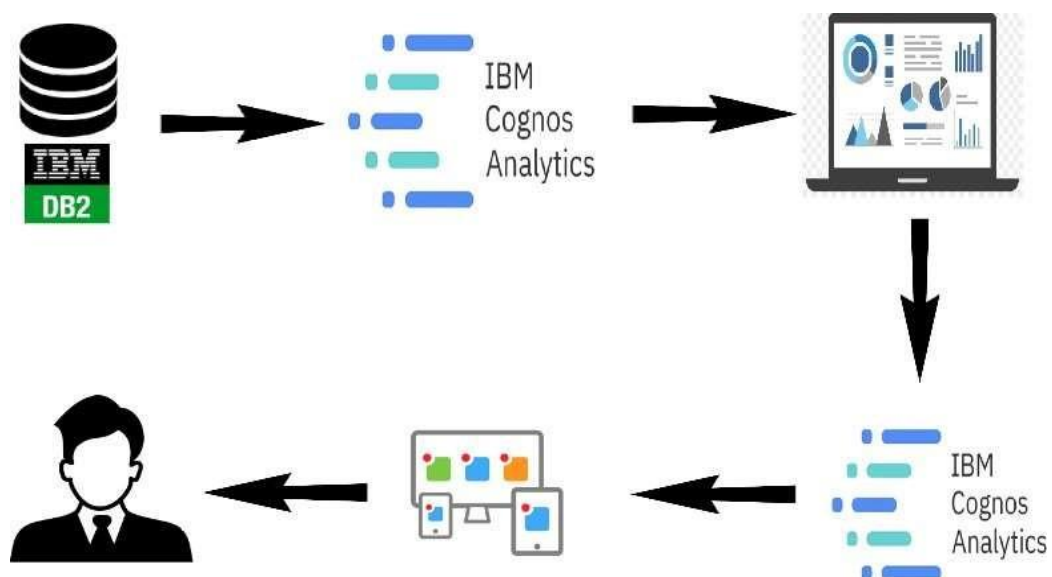 IBM
Cognos
Analytics
IBM
DB2
IBM
Cognos
Analytics